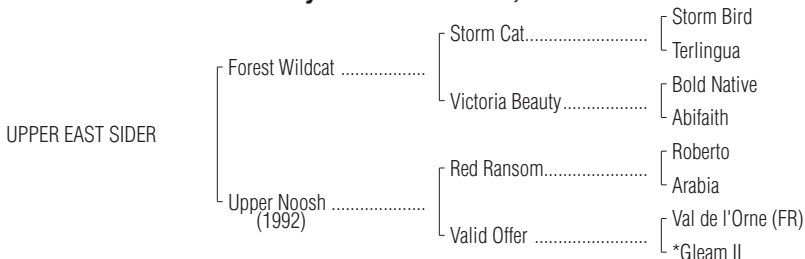 Storm Bird
Storm Cat..............................
Terlingua
Forest Wildcat ...................
Bold Native
Victoria Beauty.....................
Abifaith
UPPER EAST SIDER
Roberto
Red Ransom.........................
Arabia
Upper Noosh .....................
(1992)
Val de l'Orne (FR)
Valid Offer ............................
*Gleam II